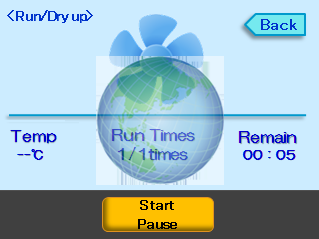 <Run/Dry up>
Back
Temp
--℃
Run Times
1/1times
Remain
00 : 05
Start
Pause